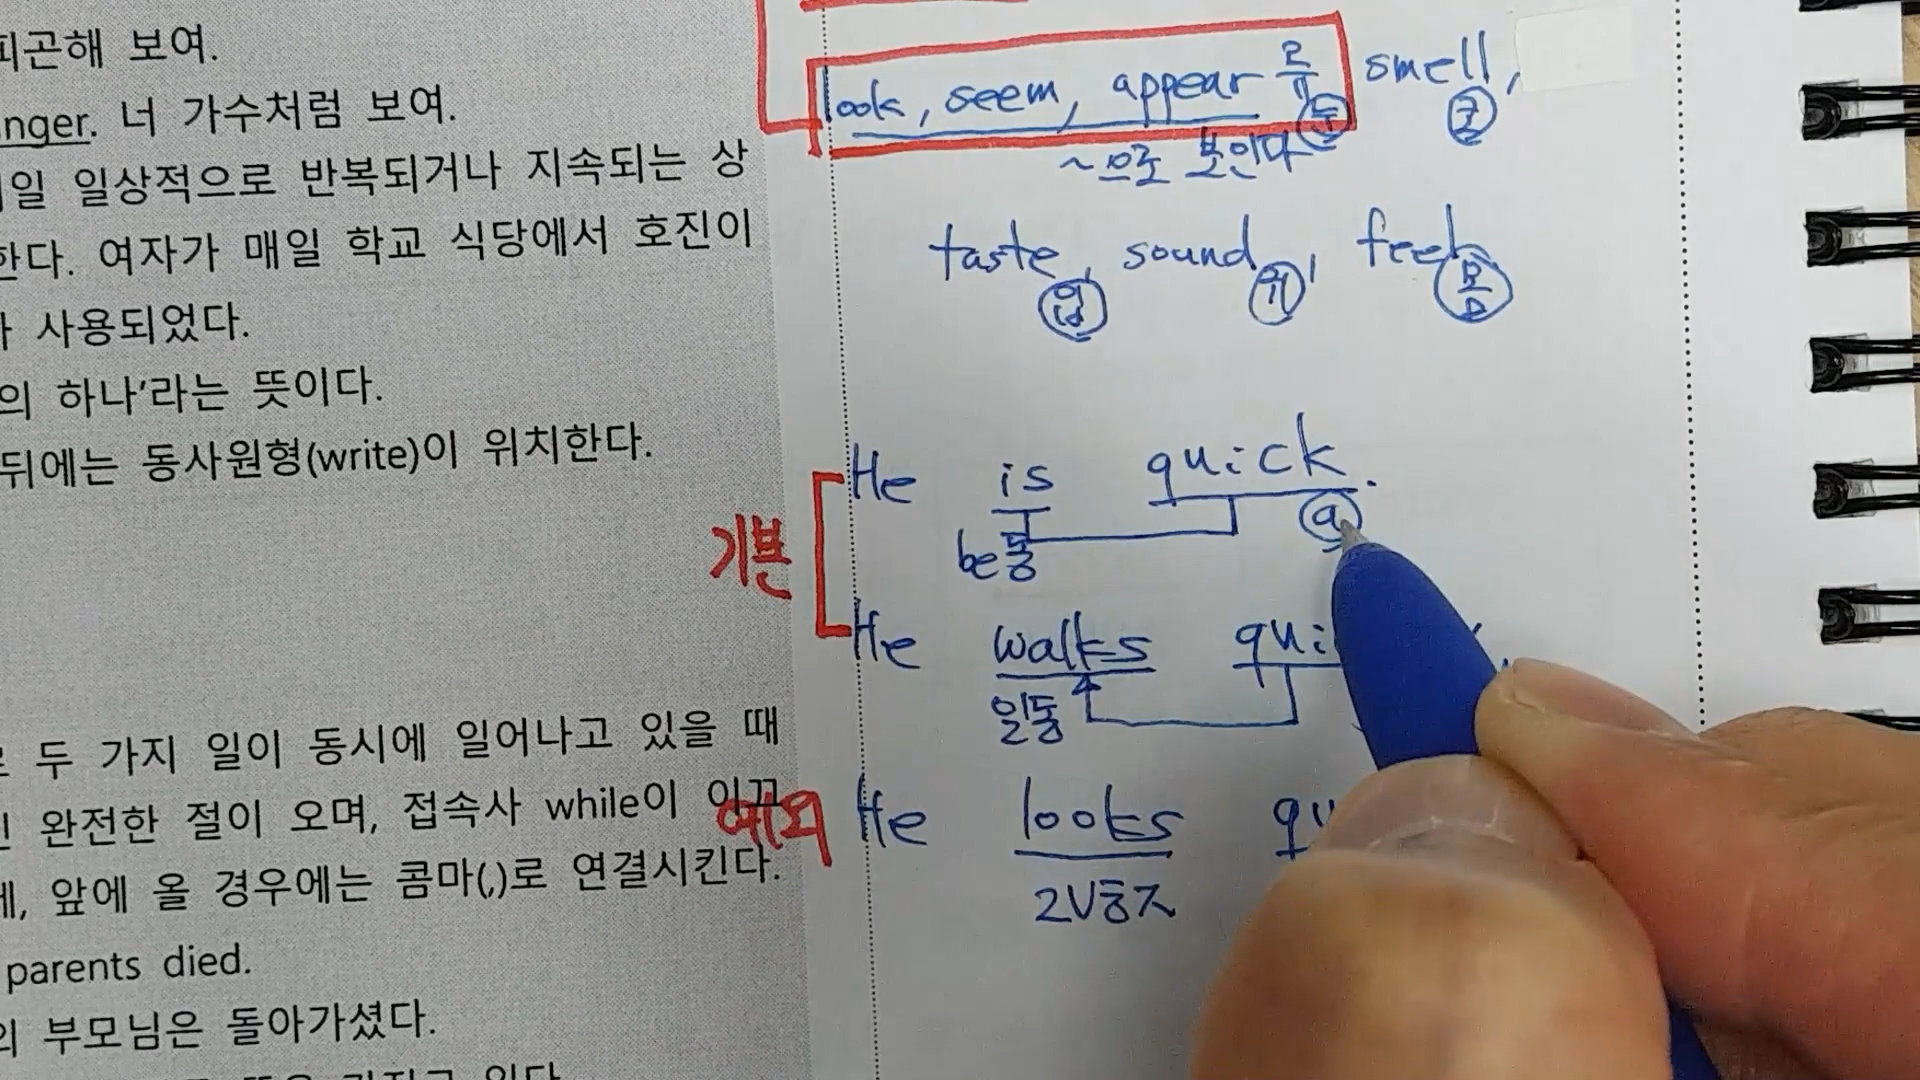 피곤해 보여.
nger. 너 가수처럼 보여.
일 일상적으로 반복되거나 지속되는 상
한다. 여자가 매일 학교 식당에서 호진이
사용되었다.
의 하나'라는 뜻이다.
뒤에는 동사원형(write)이 위치한다.
두 가지 일이 동시에 일어나고 있을 때
완전한 절이 오며, 접속사 while이 이끄
앞에 올 경우에는 콤마(,)로 연결시킨다.
parents died.
의 부모님은 돌아가셨다.
look, seem, appear smell,
~으로 보인다
taste, sound, feel
입 귀
기본
He is quick.
be동 a
He walks qui
일동
예외
He looks qu
2V